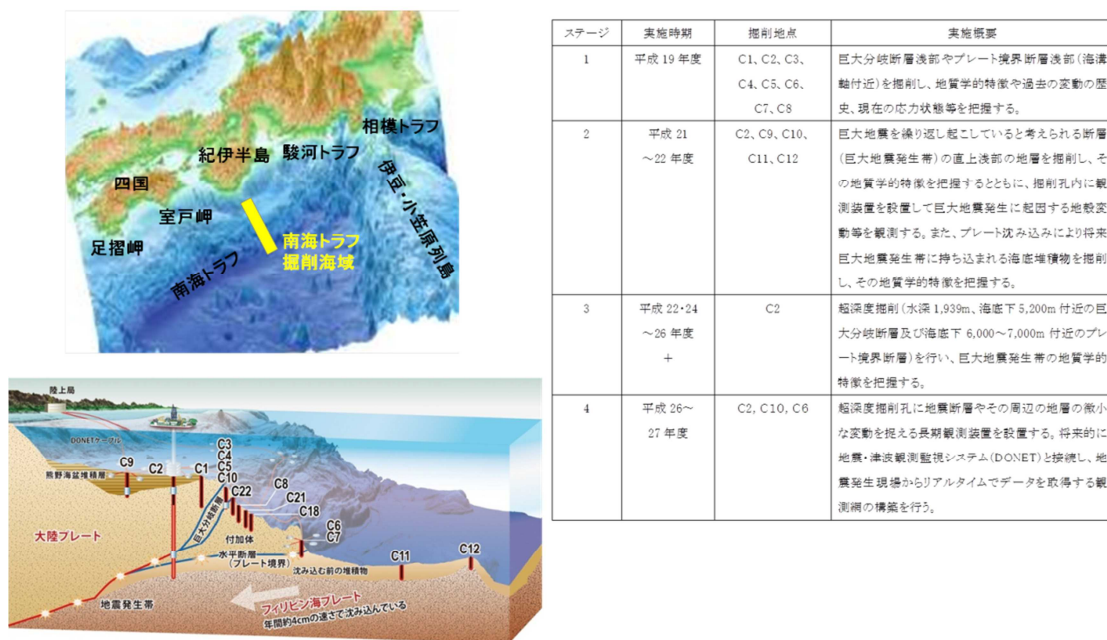 相模トラフ
紀伊半島
駿河トラフ
四国
室戸岬
足摺岬
伊豆・小笠原列島
南海トラフ
掘削海域
南海トラフ
陸上局
DONETケーブル
C9
C2
C1
C3
C4
C5
C10
C22
C8
C21
C18
C6
C7
C11
C12
熊野海盆堆積層
巨大分岐断層
大陸プレート
付加体
水平断層
(プレート境界)
沈み込む前の堆積物
地震発生帯
フィリピン海プレート
年間約4cmの速さで沈み込んでいる
ステージ 実施時期 掘削地点 実施概要
1 平成 19 年度 C1、C2、C3、 巨大分岐断層浅部やプレート境界断層浅部(海溝
C4、C5、C6、 軸付近)を掘削し、地質学的特徴や過去の変動の歴
C7、C8 史、現在の応力状態等を把握する。
2 平成 21 C2、C9、C10、 巨大地震を繰り返し起こしていると考えられる断層
~22 年度 C11、C12 (巨大地震発生帯)の直上浅部の地層を掘削し、そ
の地質学的特徴を把握するとともに、掘削孔内に観
測装置を設置して巨大地震発生に起因する地殻変
動等を観測する。また、プレート沈み込みにより将来
巨大地震発生帯に持ち込まれる海底堆積物を掘削
し、その地質学的特徴を把握する。
3 平成 22・24 C2 超深度掘削(水深 1,939m、海底下 5,200m 付近の巨
~26 年度 大分岐断層及び海底下 6,000~7,000m 付近のプレ
+ ート境界断層)を行い、巨大地震発生帯の地質学的
特徴を把握する。
4 平成 26~ C2、C10、C6 超深度掘削孔に地震断層やその周辺の地層の微小
27 年度 な変動を捉える長期観測装置を設置する。将来的に
地震・津波観測監視システム(DONET)と接続し、地
震発生現場からリアルタイムでデータを取得する観
測網の構築を行う。